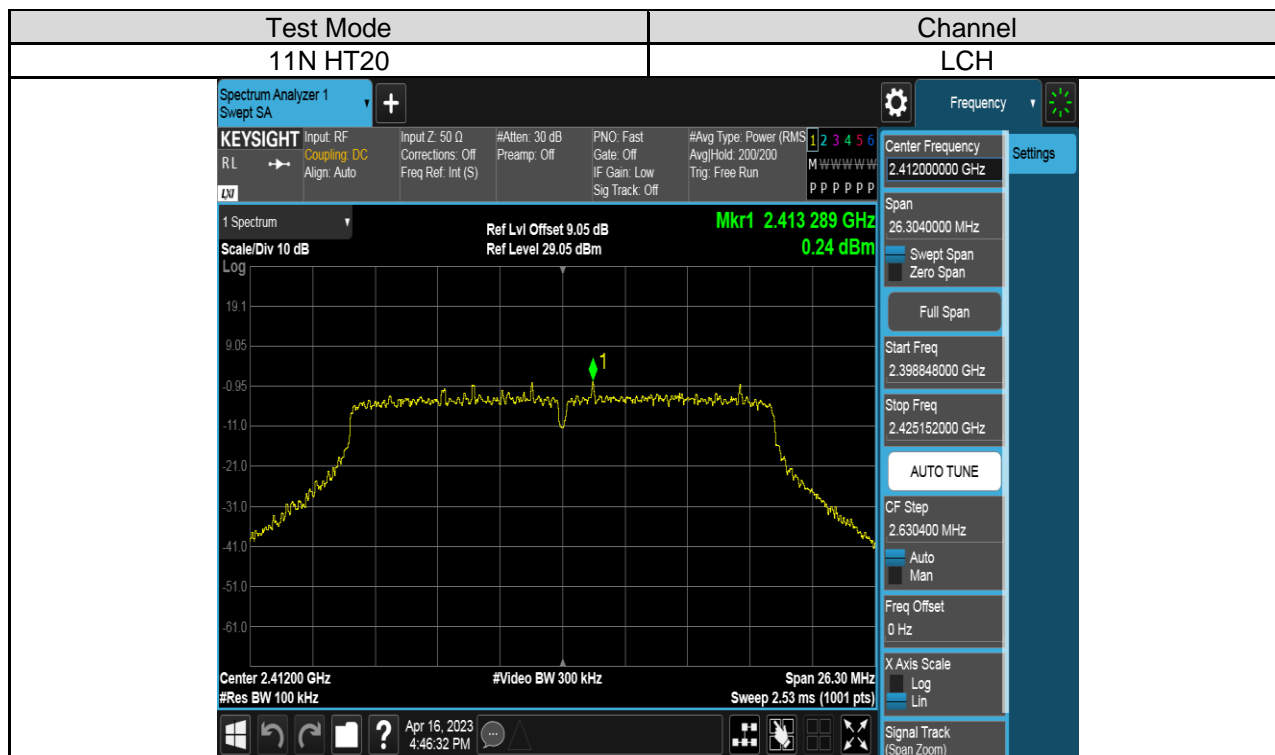 Test Mode Channel
11N HT20 LCH
Spectrum Analyzer 1
Swept SA
Frequency
KEYSIGHT Input: RF Input Z: 50 Ω #Atten: 30 dB PNO: Fast #Avg Type: Power (RMS 1 2 3 4 5 6
R L Coupling: DC Corrections: Off Preamp: Off Gate: Off Avg|Hold: 200/200 M W W W W W
Align: Auto Freq Ref: Int (S) IF Gain: Low Trig: Free Run
LXI Sig Track: Off P P P P P P
1 Spectrum
Ref Lvl Offset 9.05 dB Mkr1 2.413 289 GHz
Scale/Div 10 dB Ref Level 29.05 dBm 0.24 dBm
Log
19.1
9.05
1
-0.95
-11.0
-21.0
-31.0
-41.0
-51.0
-61.0
Center 2.41200 GHz #Video BW 300 kHz Span 26.30 MHz
#Res BW 100 kHz Sweep 2.53 ms (1001 pts)
Center Frequency
2.412000000 GHz
Settings
Span
26.3040000 MHz
Swept Span
Zero Span
Full Span
Start Freq
2.398848000 GHz
Stop Freq
2.425152000 GHz
AUTO TUNE
CF Step
2.630400 MHz
Auto
Man
Freq Offset
0 Hz
X Axis Scale
Log
Lin
Signal Track
(Span Zoom)
? Apr 16, 2023
4:46:32 PM